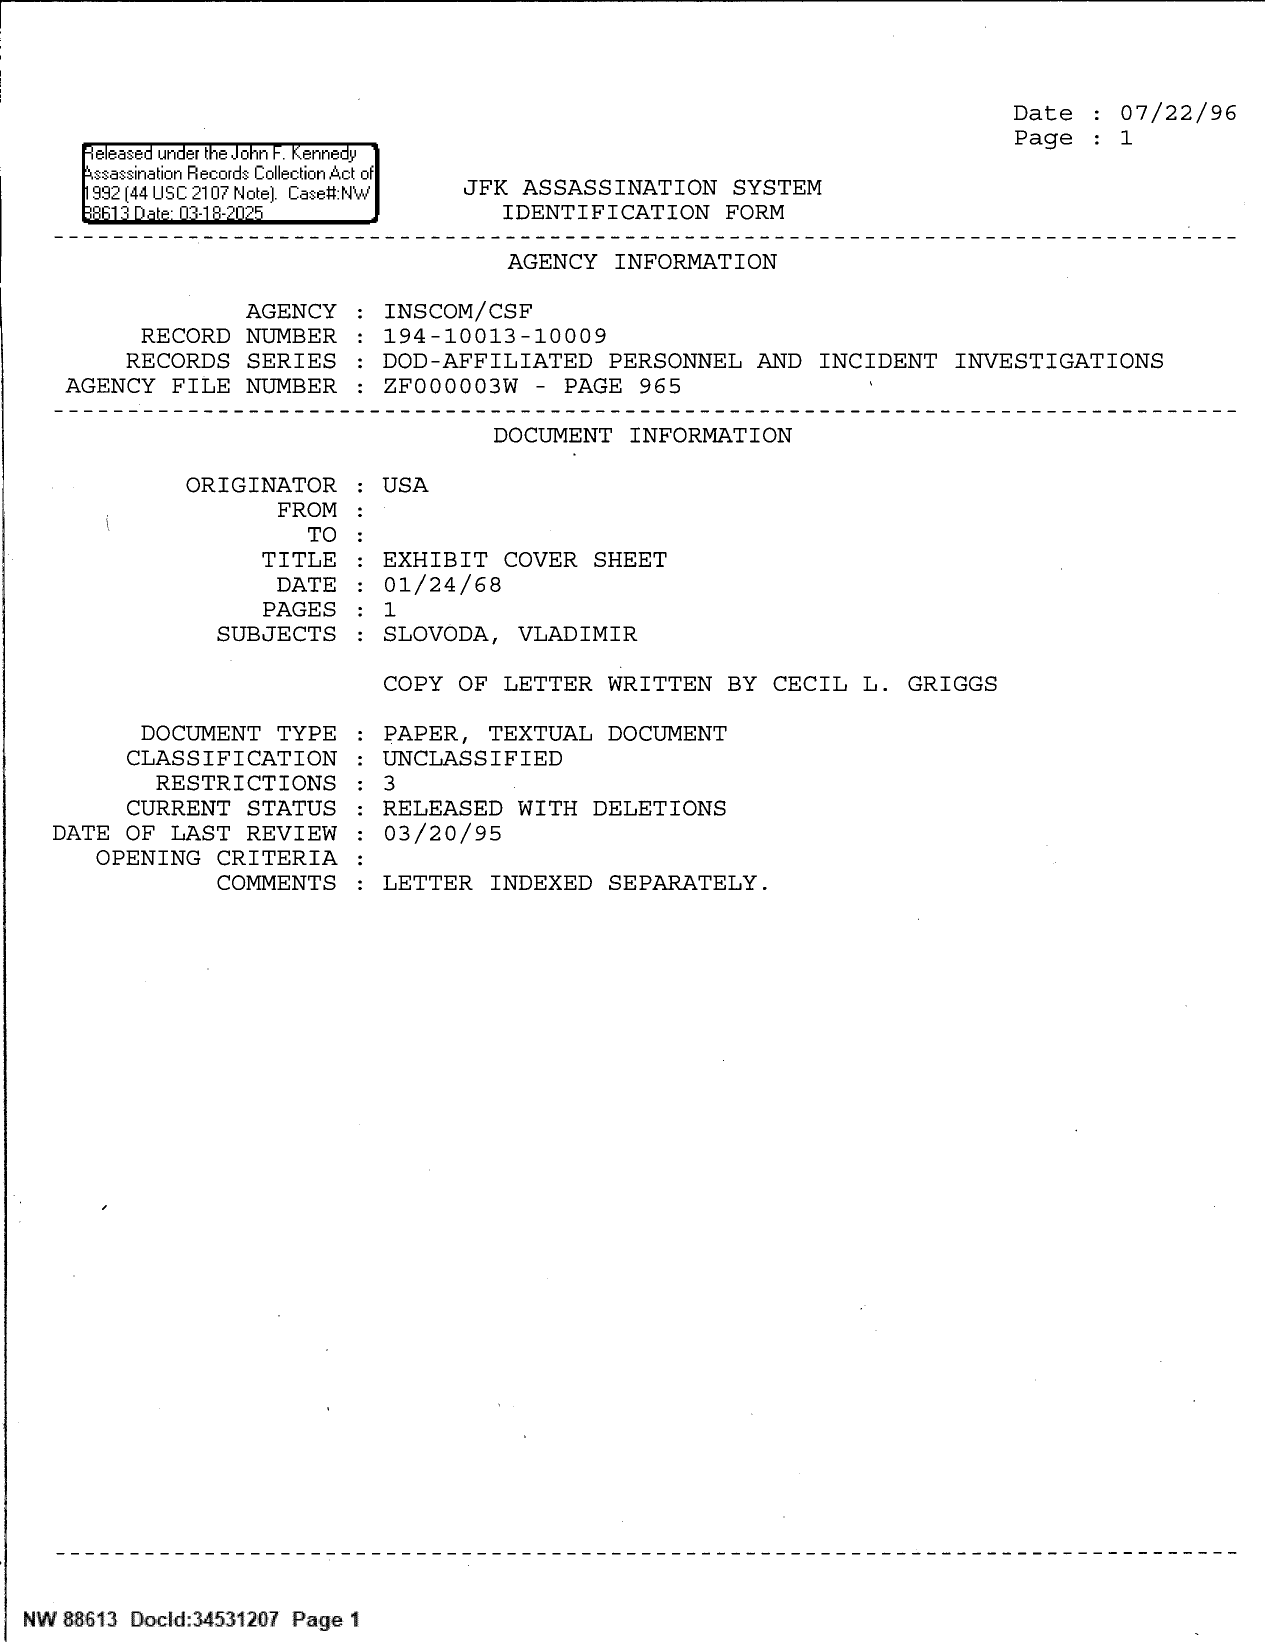 Date : 07/22/96
Page : 1
Released under the John F. Kennedy
Assassination Records Collection Act of
1992 (44 USC 2107 Note). Case#:NW
88613 Date: 03-18-2025
JFK ASSASSINATION SYSTEM
IDENTIFICATION FORM
AGENCY INFORMATION
AGENCY : INSCOM/CSF
RECORD NUMBER : 194-10013-10009
RECORDS SERIES : DOD-AFFILIATED PERSONNEL AND INCIDENT INVESTIGATIONS
AGENCY FILE NUMBER : ZF000003W - PAGE 965
DOCUMENT INFORMATION
ORIGINATOR : USA
FROM :
TO :
TITLE : EXHIBIT COVER SHEET
DATE : 01/24/68
PAGES : 1
SUBJECTS : SLOVODA, VLADIMIR
COPY OF LETTER WRITTEN BY CECIL L. GRIGGS
DOCUMENT TYPE : PAPER, TEXTUAL DOCUMENT
CLASSIFICATION : UNCLASSIFIED
RESTRICTIONS : 3
CURRENT STATUS : RELEASED WITH DELETIONS
DATE OF LAST REVIEW : 03/20/95
OPENING CRITERIA :
COMMENTS : LETTER INDEXED SEPARATELY.
NW 88613 DocId:34531207 Page 1